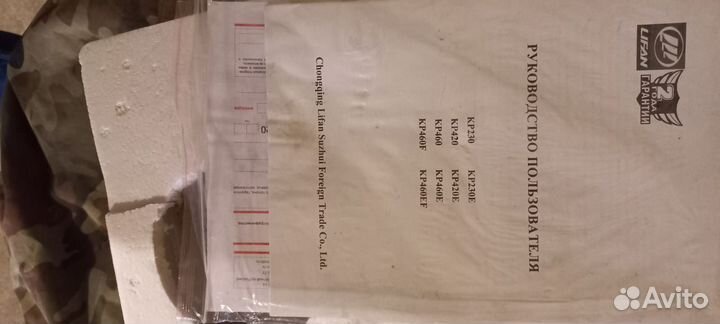 LIFAN
2 ГОДА
ГАРАНТИИ
РУКОВОДСТВО ПОЛЬЗОВАТЕЛЯ
KP230 KP230E
KP420 KP420E
KP460 KP460E
KP460F KP460EF
Chongqing Lifan Suzhui Foreign Trade Co., Ltd.
20
Avito